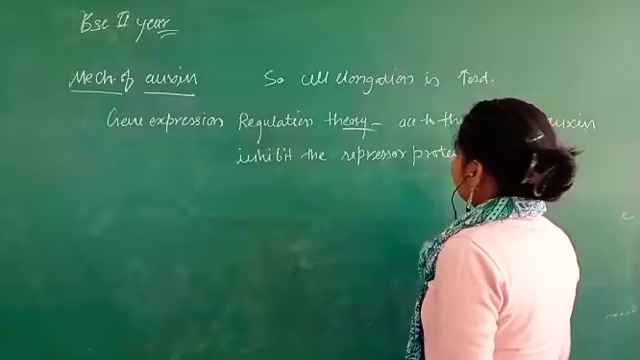 Bsc II year
Mech. of auxin So cell elongation is ↑sed.
Gene expression Regulation theory - acc to th auxin
inhibit the repressor prote